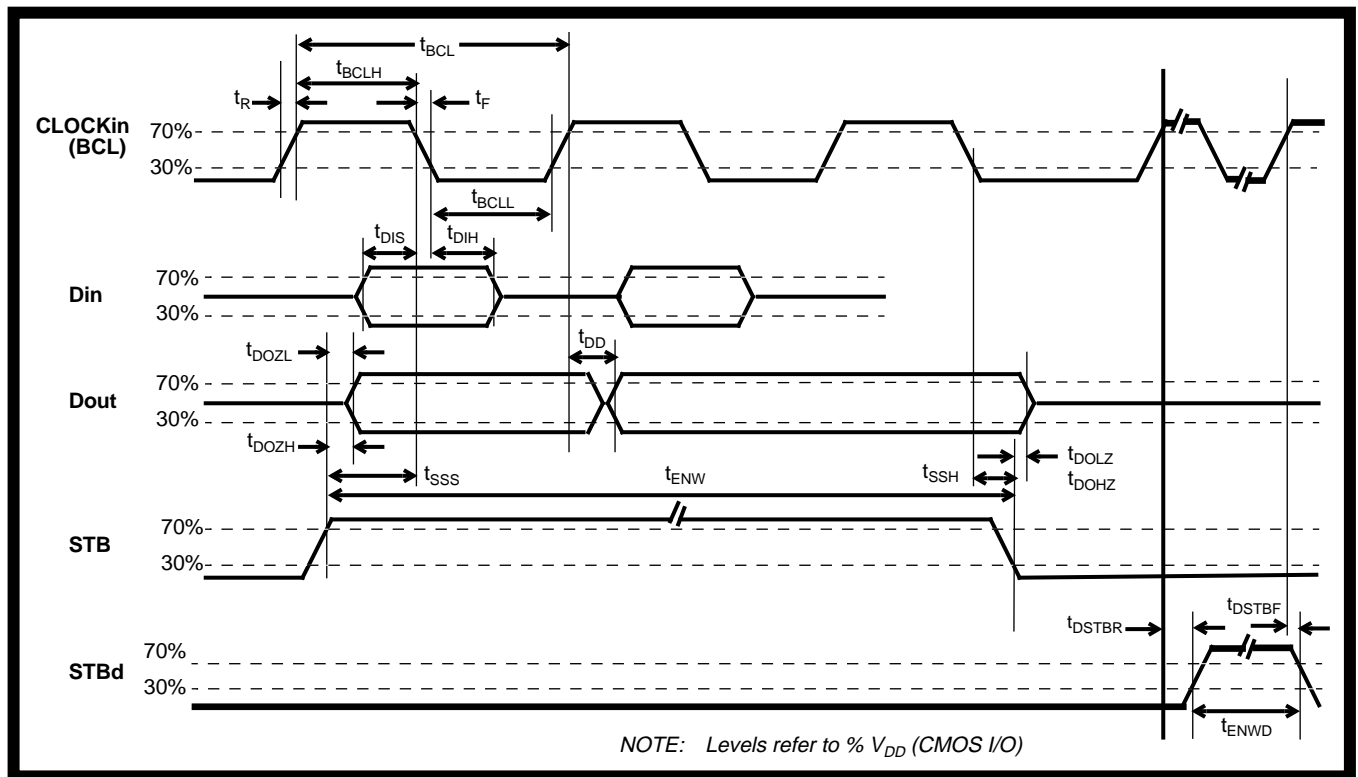 tBCL
tBCLH
tR
tF
CLOCKin
(BCL)
70%
30%
tBCLL
tDIS
tDIH
Din
70%
30%
tDOZL
tDD
Dout
70%
30%
tDOZH
tSSS
tENW
tSSH
tDOLZ
tDOHZ
STB
70%
30%
tDSTBR
tDSTBF
STBd
70%
30%
tENWD
NOTE: Levels refer to % VDD (CMOS I/O)